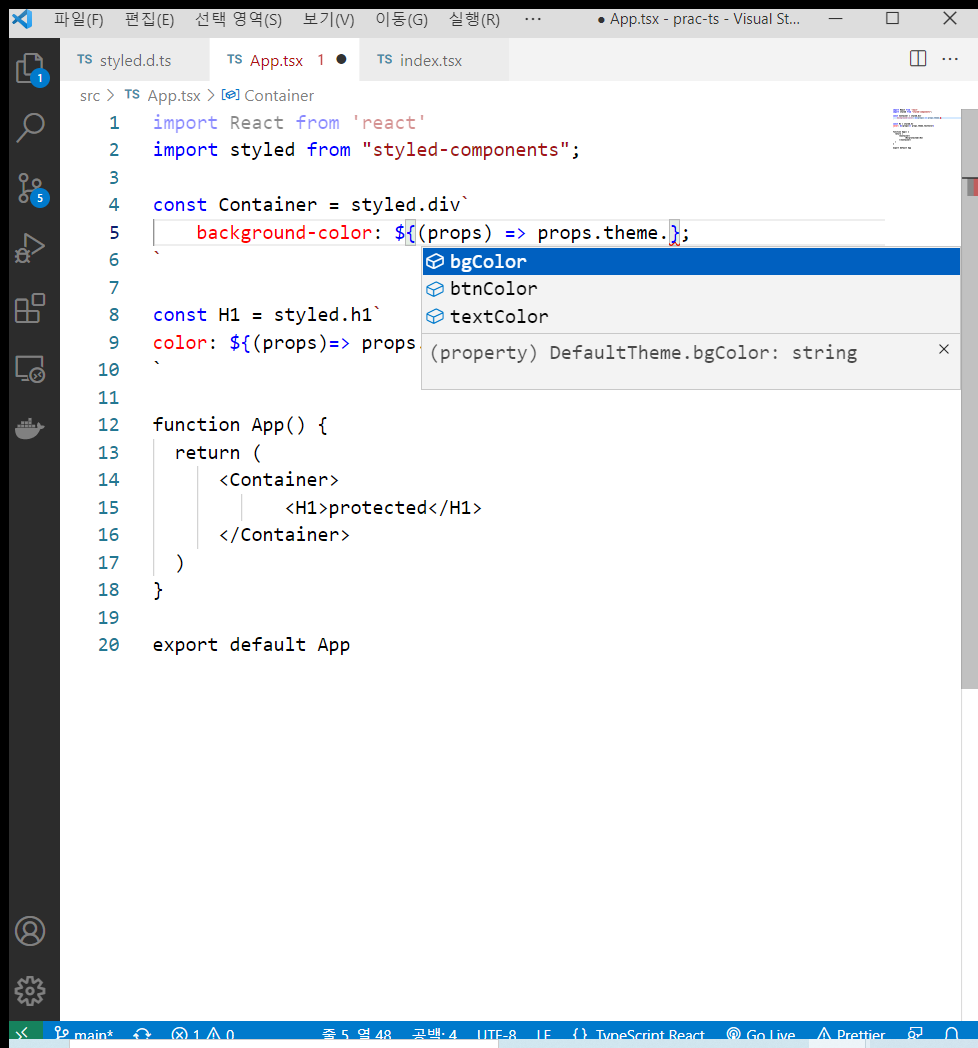 파일(F) 편집(E) 선택 영역(S) 보기(V) 이동(G) 실행(R) ··· ● App.tsx - prac-ts - Visual St...
TS styled.d.ts TS App.tsx 1 ● TS index.tsx ···
src > TS App.tsx > Container
1 import React from 'react'
2 import styled from "styled-components";
3
4 const Container = styled.div`
5 background-color: ${(props) => props.theme.};
6 `
bgColor
btnColor
textColor
(property) DefaultTheme.bgColor: string ×
7
8 const H1 = styled.h1`
9 color: ${(props)=> props
10 `
11
12 function App() {
13 return (
14 <Container>
15 <H1>protected</H1>
16 </Container>
17 )
18 }
19
20 export default App
1
5
main* 1 0 줄 5, 열 48 공백: 4 UTF-8 LF {} TypeScript React Go Live Prettier